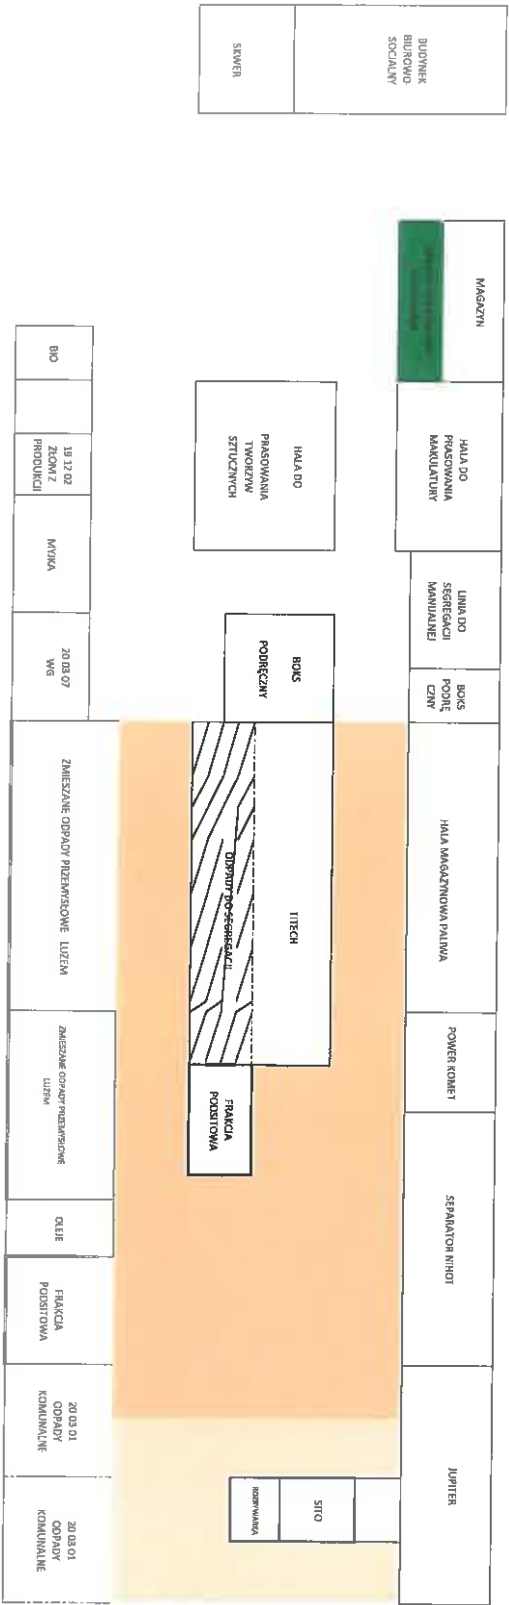 SKWER
BUDYNEK
BIUROWO-
SOCJALNY
MAGAZYN
HALA DO
PRASOWANIA
MAKULATURY
LINIA DO
SEGREGACJI
MANUALNEJ
BOKS
PODRĘ
CZNY
HALA MAGAZYNOWA PALIWA
POWER KOMET
SEPARATOR NIHOT
JUPITER
HALA DO
PRASOWANIA
TWORZYW
SZTUCZNYCH
BOKS
PODRĘCZNY
TITECH
ODPADY DO SEGREGACJI
FRAKCJA
PODSITOWA
SITO
ROZRYWARKA
BIO
19 12 02
ZŁOM Z
PRODUKCJI
MYJKA
20 03 07
WG
ZMIESZANE ODPADY PRZEMYSŁOWE LUZEM
ZMIESZANE ODPADY PRZEMYSŁOWE
LUZEM
OLEJE
FRAKCJA
PODSITOWA
20 03 01
ODPADY
KOMUNALNE
20 03 01
ODPADY
KOMUNALNE